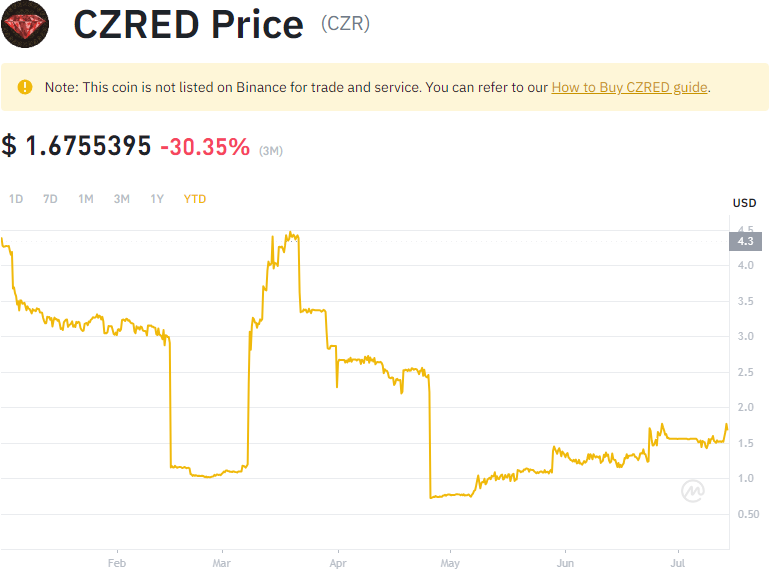 CZRED Price (CZR)
Note: This coin is not listed on Binance for trade and service. You can refer to our How to Buy CZRED guide.
$ 1.6755395 -30.35% (3M)
1D 7D 1M 3M 1Y YTD
USD
4.5
4.3
4.0
3.5
3.0
2.5
2.0
1.5
1.0
0.50
Feb Mar Apr May Jun Jul